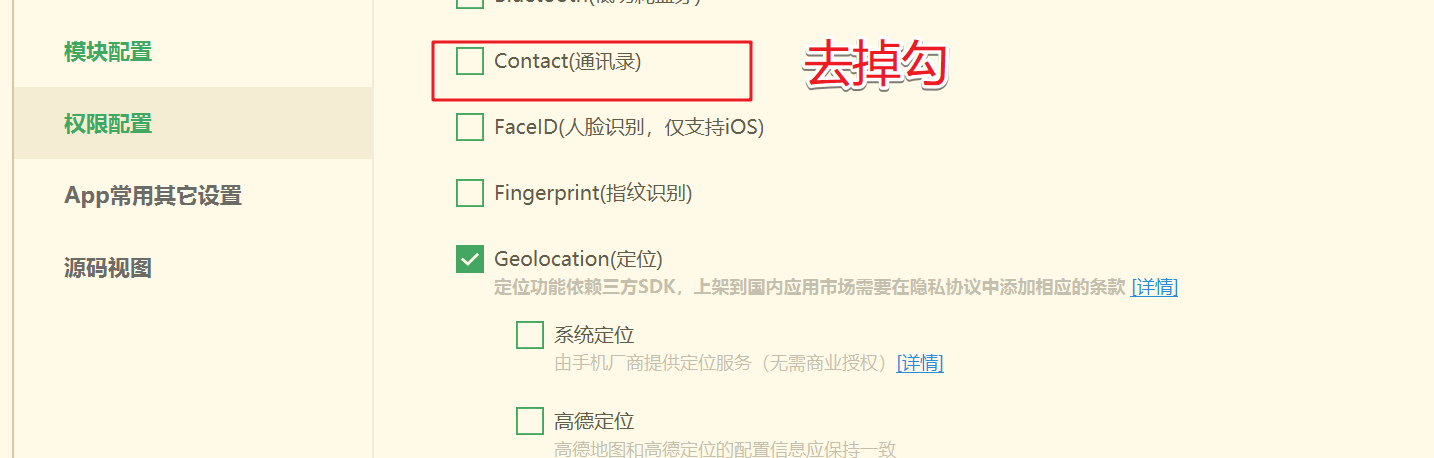 模块配置
权限配置
App常用其它设置
源码视图
Contact(通讯录)
去掉勾
FaceID(人脸识别，仅支持iOS)
Fingerprint(指纹识别)
Geolocation(定位)
定位功能依赖三方SDK，上架到国内应用市场需要在隐私协议中添加相应的条款 [详情]
系统定位
由手机厂商提供定位服务（无需商业授权）[详情]
高德定位
高德地图和高德定位的配置信息应保持一致